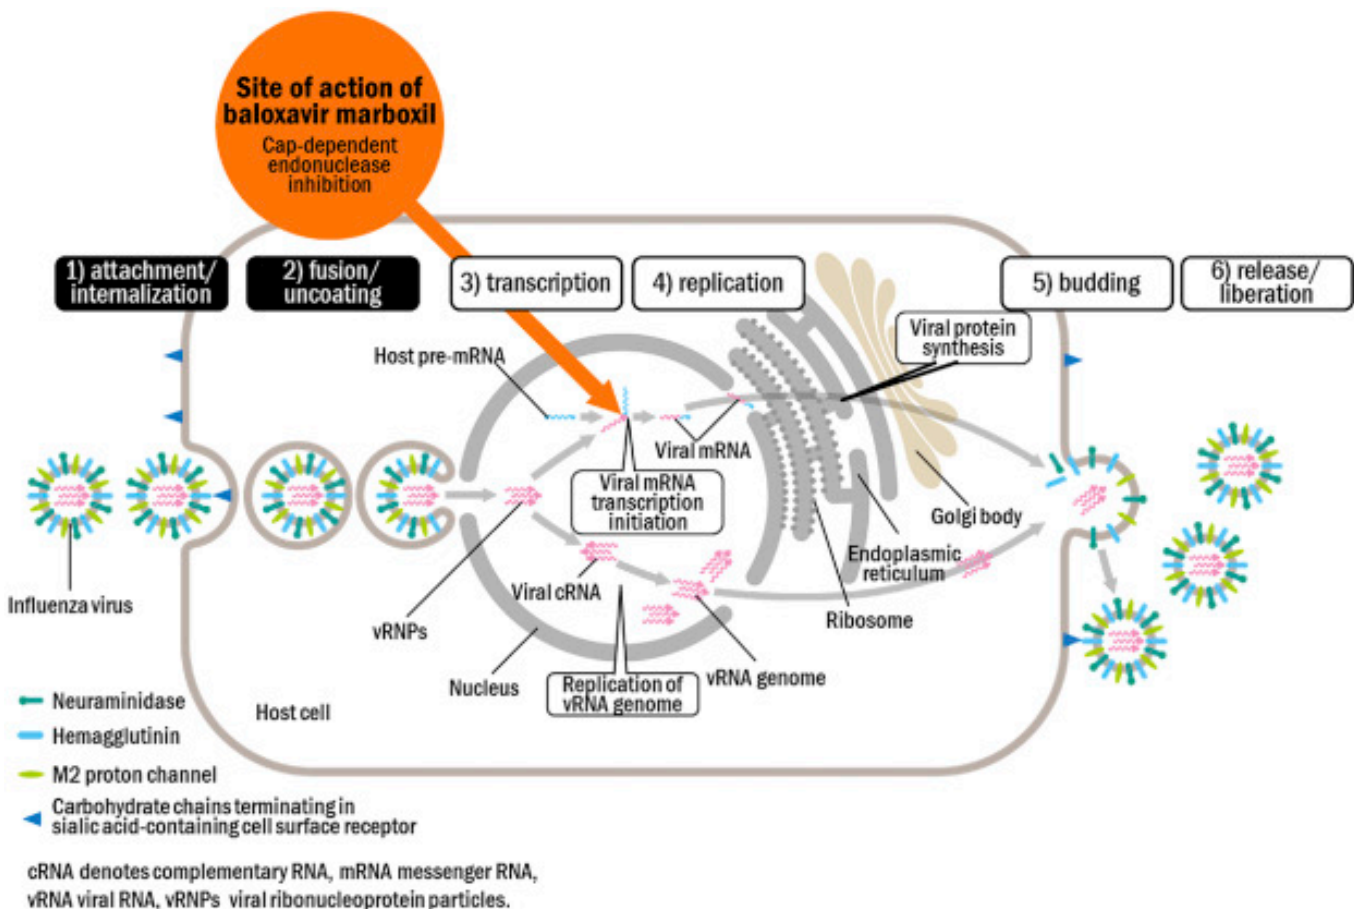 Site of action of
baloxavir marboxil
Cap-dependent
endonuclease
inhibition
1) attachment/
internalization
2) fusion/
uncoating
3) transcription
4) replication
5) budding
6) release/
liberation
Host pre-mRNA
Viral protein
synthesis
Viral mRNA
Viral mRNA
transcription
initiation
Golgi body
Endoplasmic
reticulum
Influenza virus
Viral cRNA
vRNPs
Ribosome
Nucleus
Replication of
vRNA genome
vRNA genome
Host cell
Neuraminidase
Hemagglutinin
M2 proton channel
Carbohydrate chains terminating in
sialic acid-containing cell surface receptor
cRNA denotes complementary RNA, mRNA messenger RNA,
vRNA viral RNA, vRNPs viral ribonucleoprotein particles.